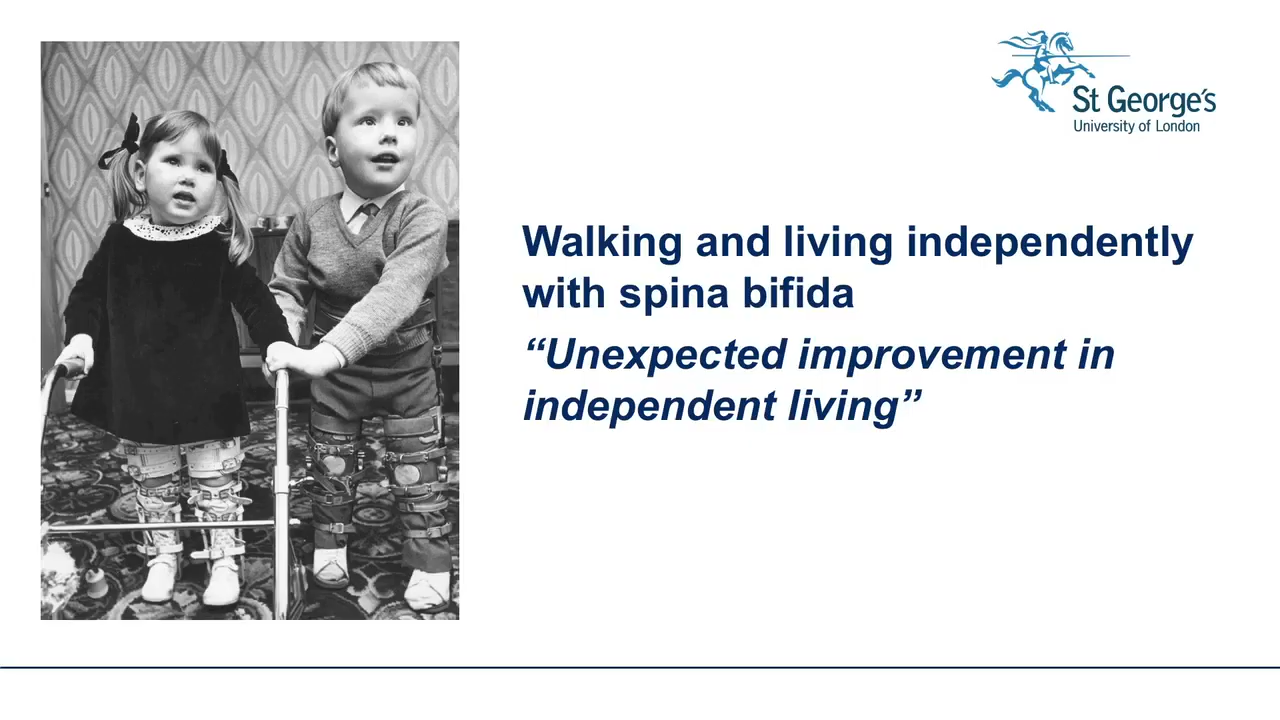 St George's
University of London
Walking and living independently
with spina bifida
“Unexpected improvement in
independent living”